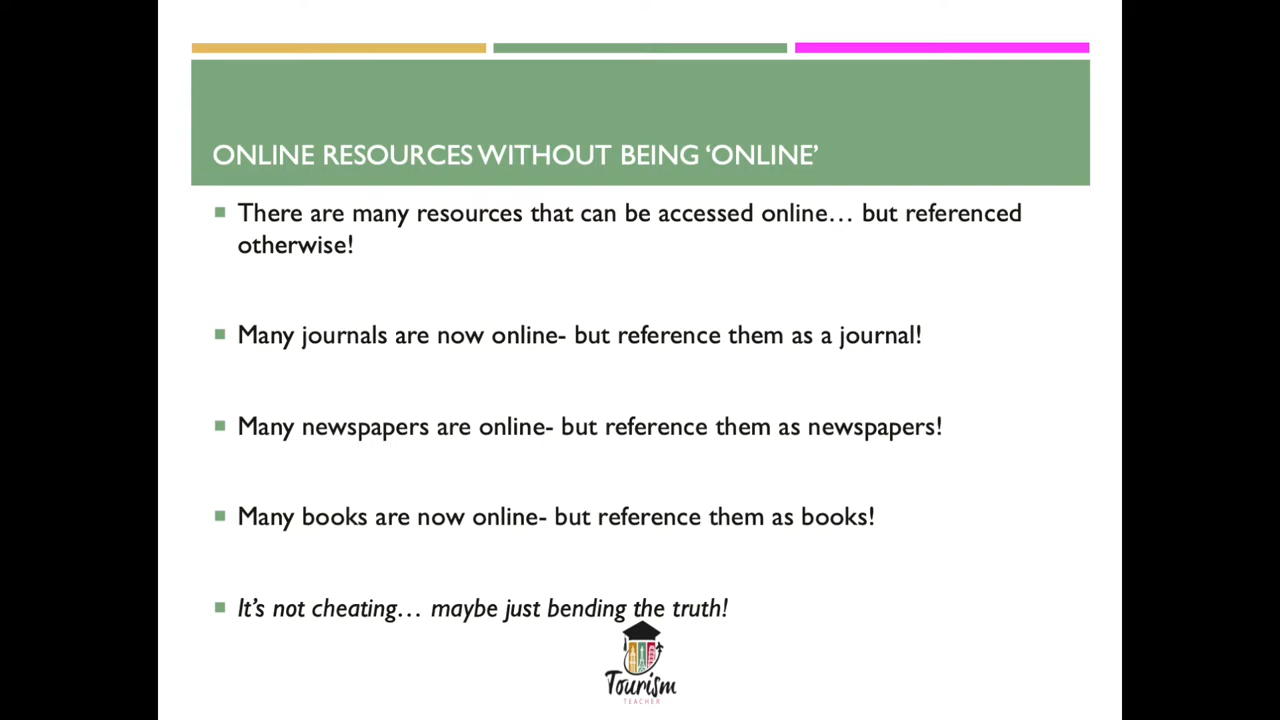 ONLINE RESOURCES WITHOUT BEING ‘ONLINE’
There are many resources that can be accessed online… but referenced
otherwise!
Many journals are now online- but reference them as a journal!
Many newspapers are online- but reference them as newspapers!
Many books are now online- but reference them as books!
It’s not cheating… maybe just bending the truth!
Tourism
TEACHER